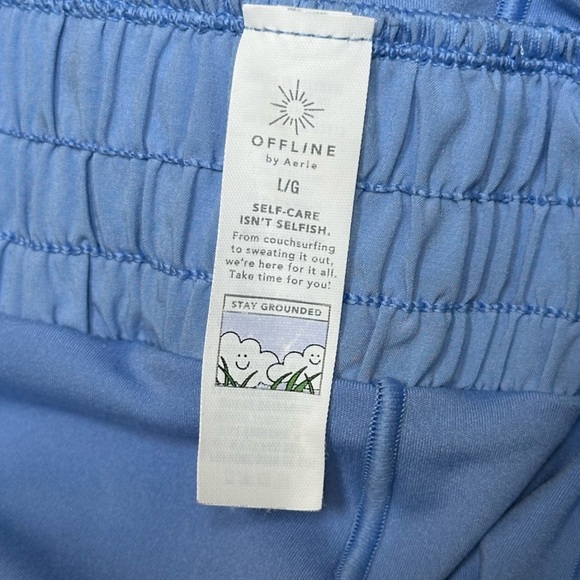 OFFLINE
by Aerie
L/G
SELF-CARE
ISN'T SELFISH.
From couchsurfing
to sweating it out,
we're here for it all.
Take time for you!
STAY GROUNDED